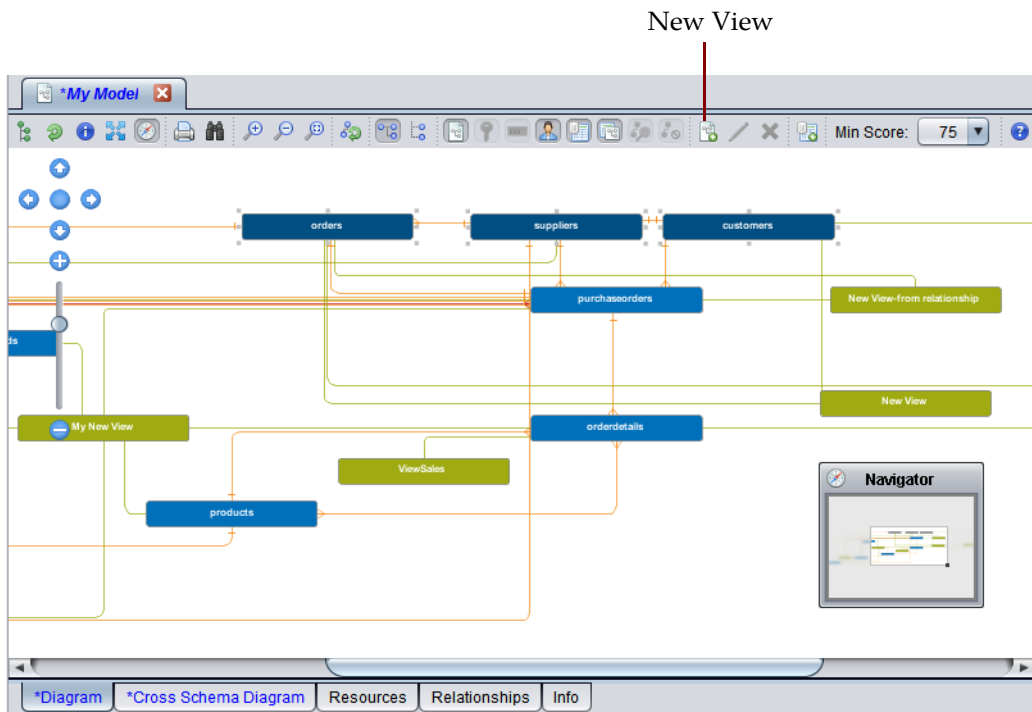 New View
*My Model
Min Score: 75
orders
suppliers
customers
purchaseorders
New View-from relationship
ds
New View
My New View
orderdetails
ViewSales
Navigator
products
*Diagram *Cross Schema Diagram Resources Relationships Info